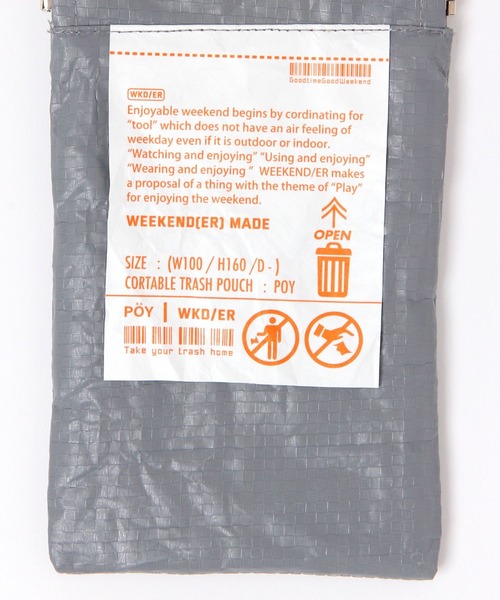 GoodtimeGoodWeekend
WKD/ER
Enjoyable weekend begins by cordinating for
"tool" which does not have an air feeling of
weekday even if it is outdoor or indoor.
"Watching and enjoying" "Using and enjoying"
"Wearing and enjoying " WEEKEND/ER makes
a proposal of a thing with the theme of "Play"
for enjoying the weekend.
WEEKEND(ER) MADE
OPEN
SIZE : (W100 / H160 /D - )
CORTABLE TRASH POUCH : POY
PÖY | WKD/ER
Take your trash home